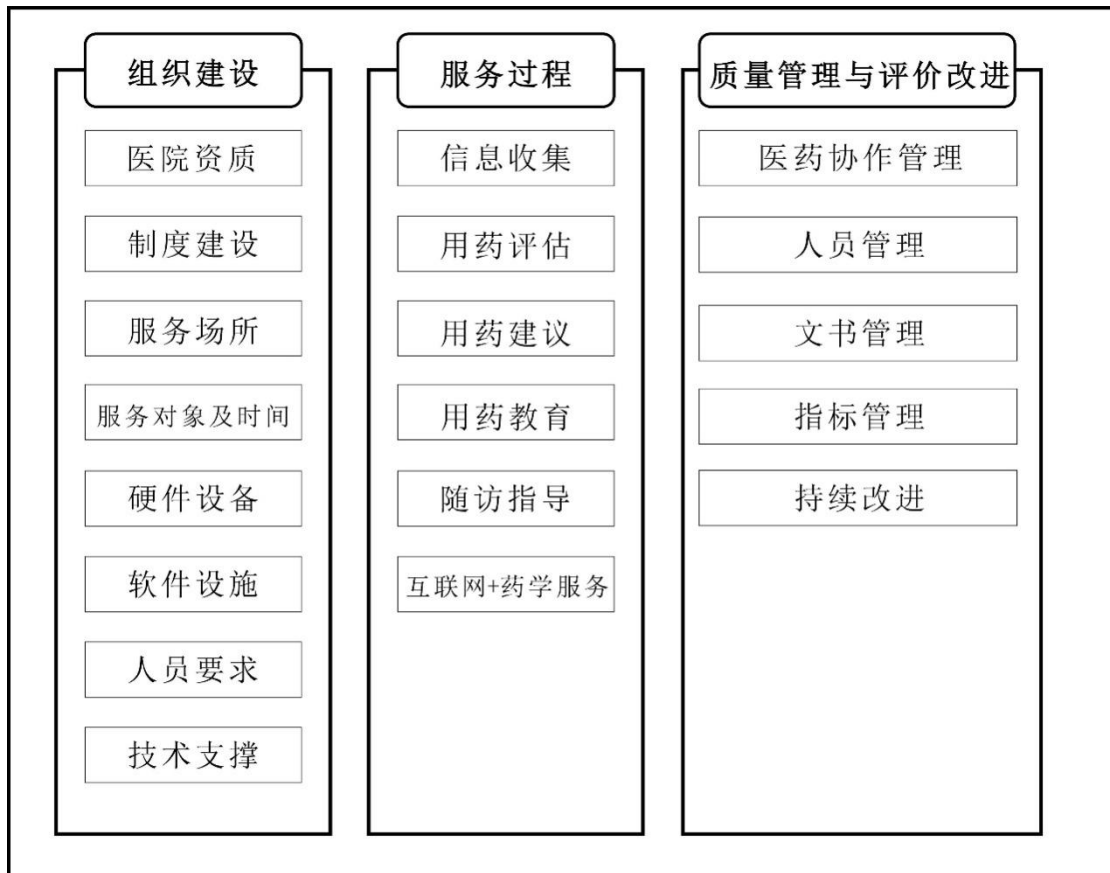 组织建设
医院资质
制度建设
服务场所
服务对象及时间
硬件设备
软件设施
人员要求
技术支撑
服务过程
信息收集
用药评估
用药建议
用药教育
随访指导
互联网+药学服务
质量管理与评价改进
医药协作管理
人员管理
文书管理
指标管理
持续改进